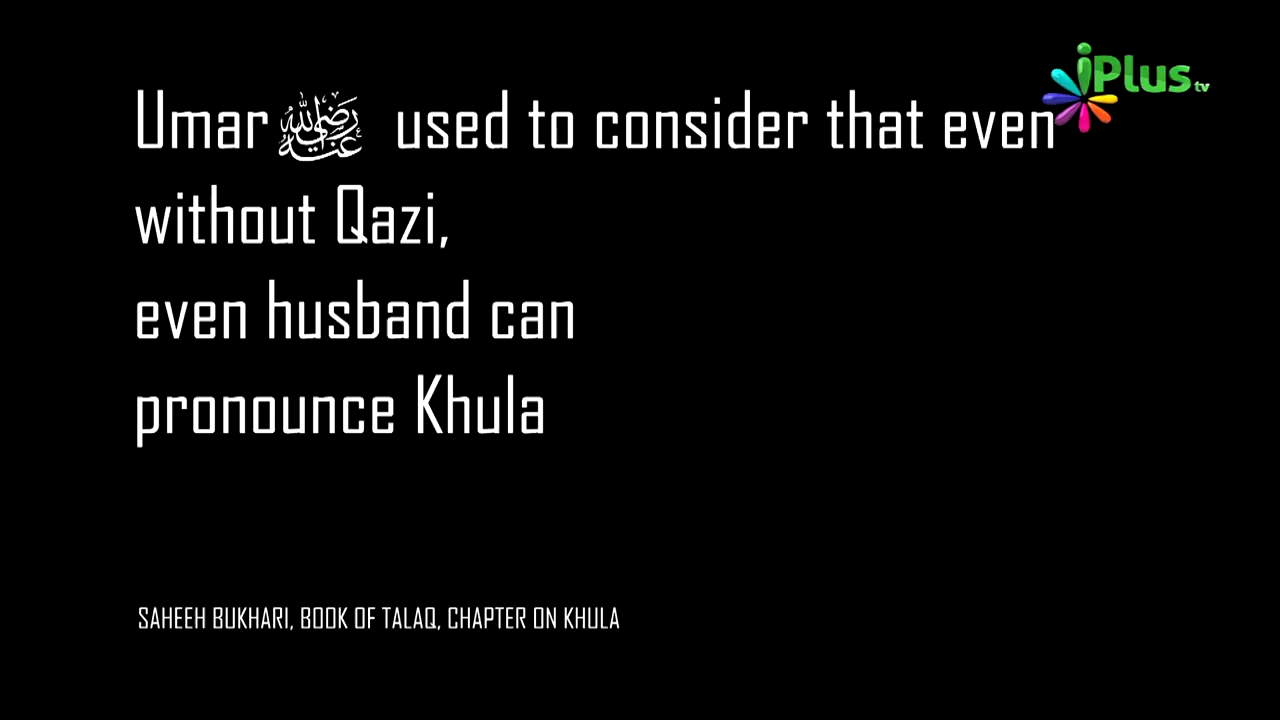 iPlus tv
Umar رضي الله عنه used to consider that even
without Qazi,
even husband can
pronounce Khula
SAHEEH BUKHARI, BOOK OF TALAQ, CHAPTER ON KHULA